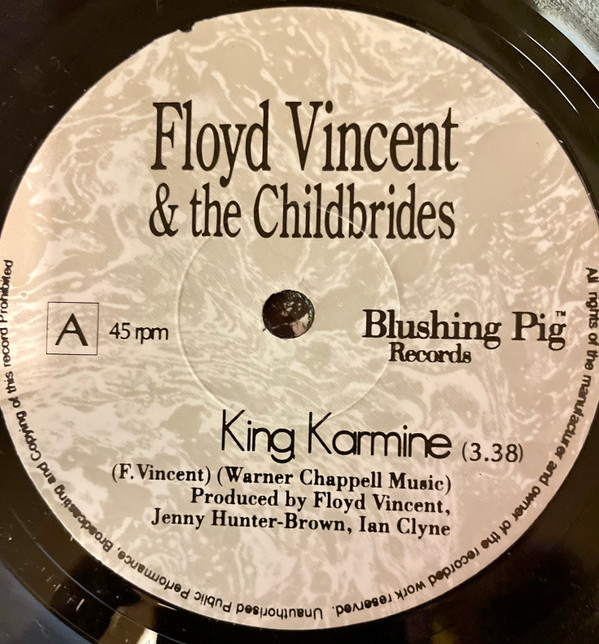 Floyd Vincent
& the Childbrides
A 45 rpm
Blushing Pig™
Records
King Karmine (3.38)
(F. Vincent) (Warner Chappell Music)
Produced by Floyd Vincent,
Jenny Hunter-Brown, Ian Clyne
All rights of the manufacturer and owner of the recorded work reserved. Unauthorised Public Performance, Broadcasting and Copying of this record Prohibited